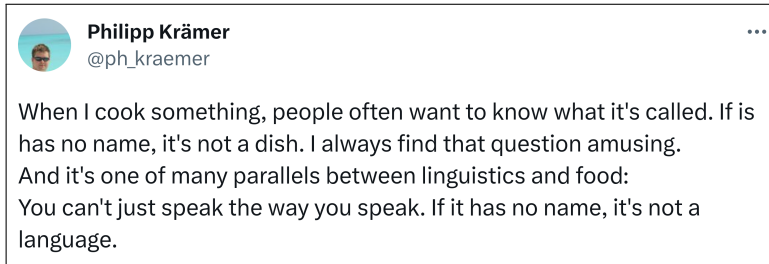 Philipp Krämer
@ph_kraemer
When I cook something, people often want to know what it's called. If is
has no name, it's not a dish. I always find that question amusing.
And it's one of many parallels between linguistics and food:
You can't just speak the way you speak. If it has no name, it's not a
language.